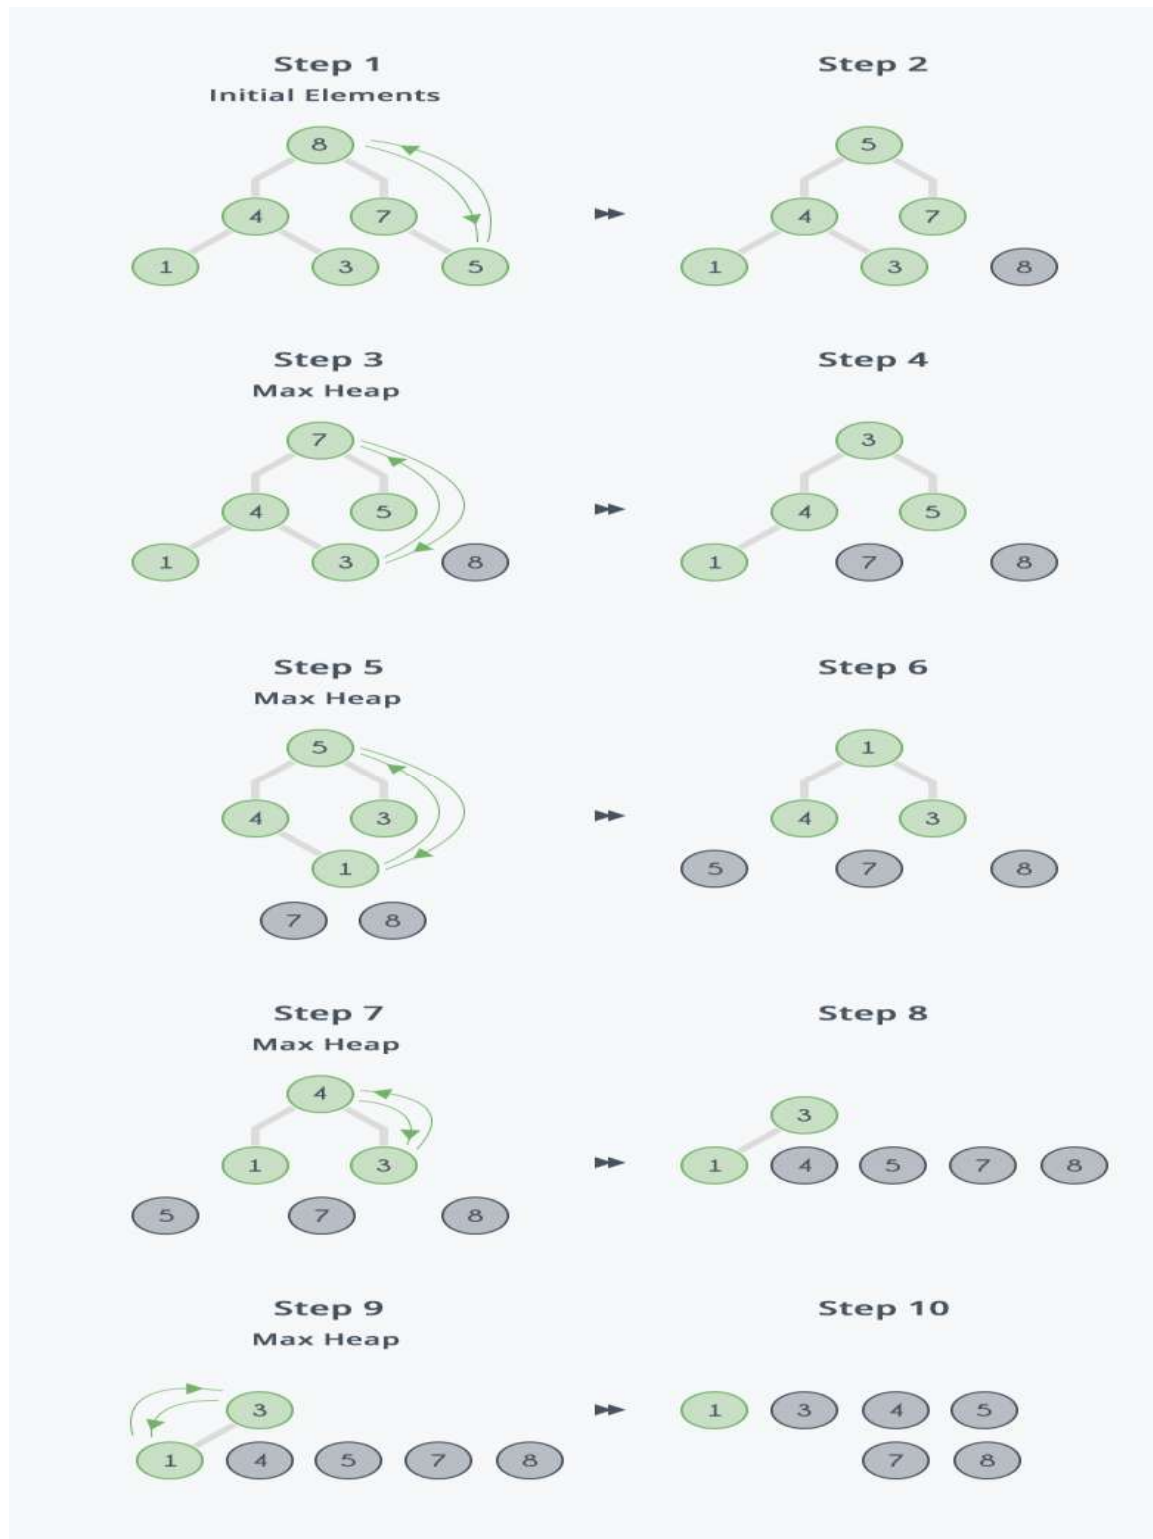 Step 1
Initial Elements
8
4 7
1 3 5
Step 2
5
4 7
1 3 8
Step 3
Max Heap
7
4 5
1 3 8
Step 4
3
4 5
1 7 8
Step 5
Max Heap
5
4 3
1
7 8
Step 6
1
4 3
5 7 8
Step 7
Max Heap
4
1 3
5 7 8
Step 8
3
1 4 5 7 8
Step 9
Max Heap
3
1 4 5 7 8
Step 10
1 3 4 5
7 8